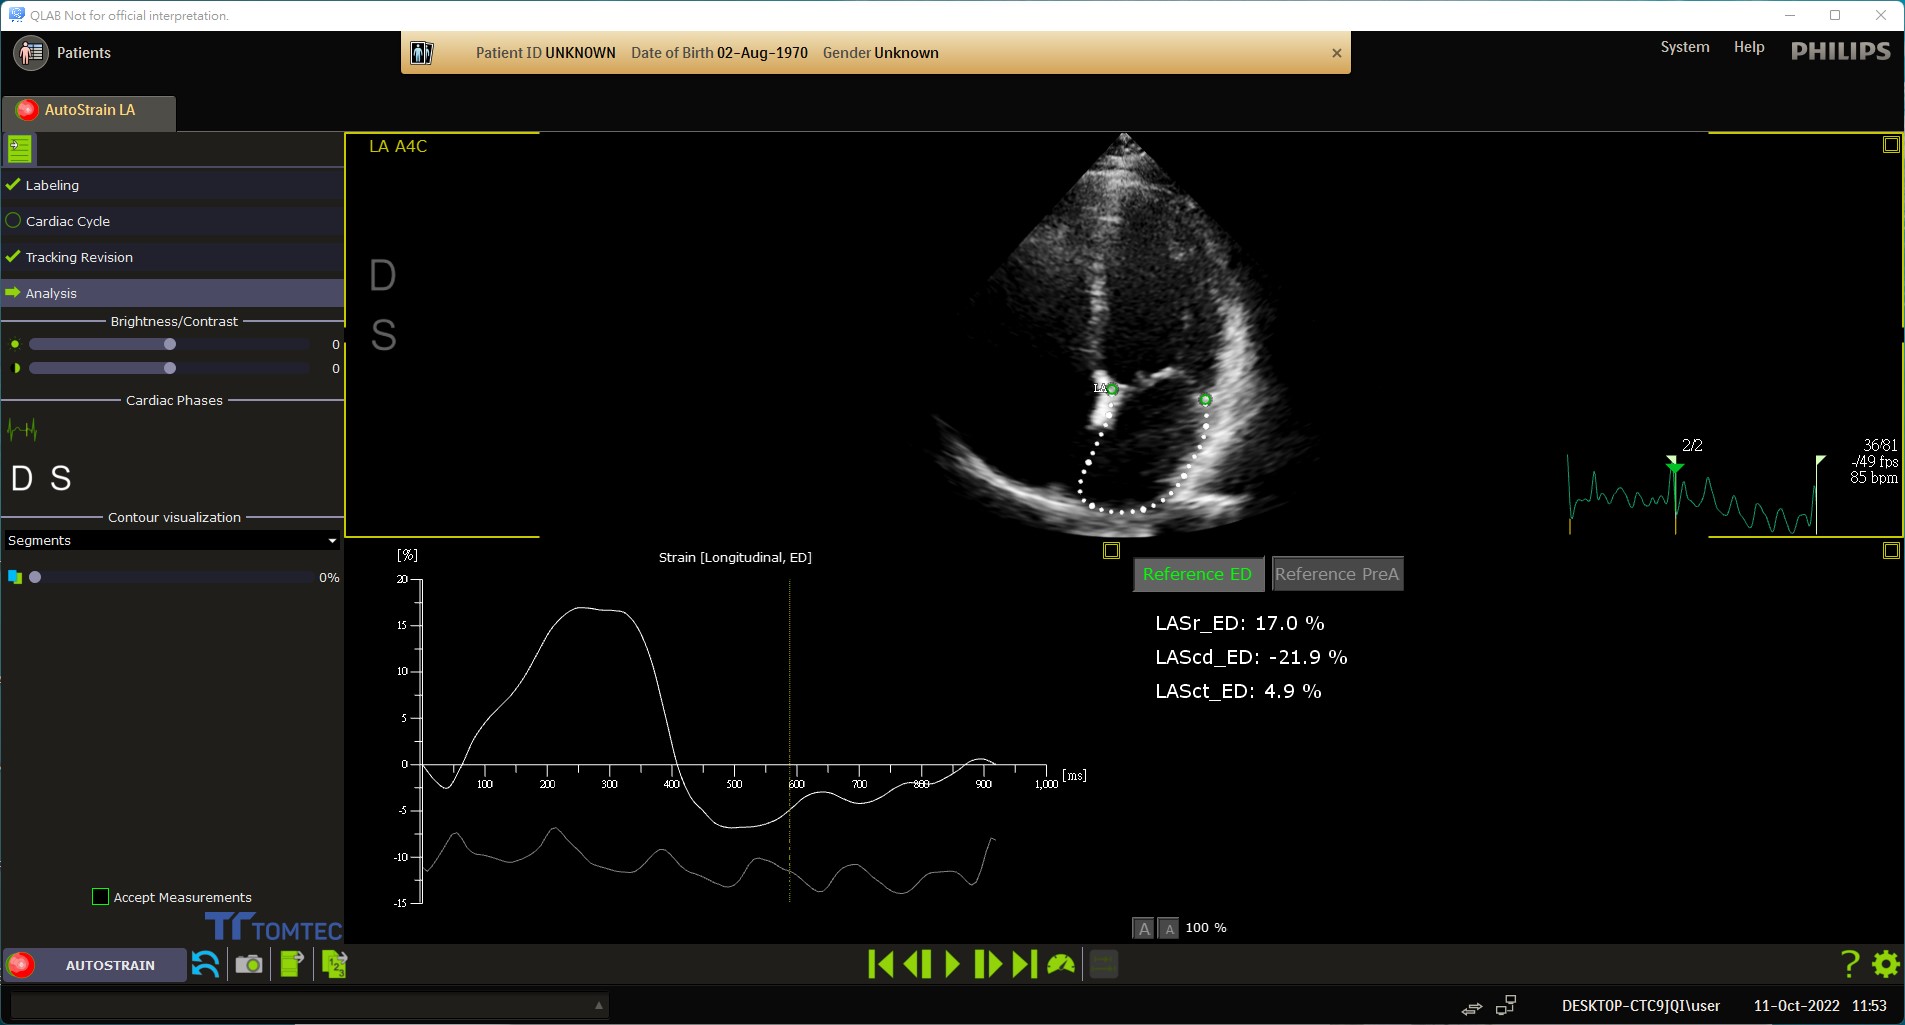 QLAB Not for official interpretation.
Patients
Patient ID UNKNOWN Date of Birth 02-Aug-1970 Gender Unknown
System Help PHILIPS
AutoStrain LA
LA A4C
Labeling
Cardiac Cycle
Tracking Revision
Analysis
Brightness/Contrast
0
0
Cardiac Phases
D S
Contour visualization
Segments
0%
D
S
LA
2/2
36/81
-/49 fps
85 bpm
[%]
Strain [Longitudinal, ED]
20
15
10
5
0
-5
-10
-15
100 200 300 400 500 600 700 800 900 1,000 [ms]
Reference ED Reference PreA
LASr_ED: 17.0 %
LAScd_ED: -21.9 %
LASct_ED: 4.9 %
Accept Measurements
TOMTEC
A A 100 %
AUTOSTRAIN
1 2 3
?
DESKTOP-CTC9JQI\user 11-Oct-2022 11:53